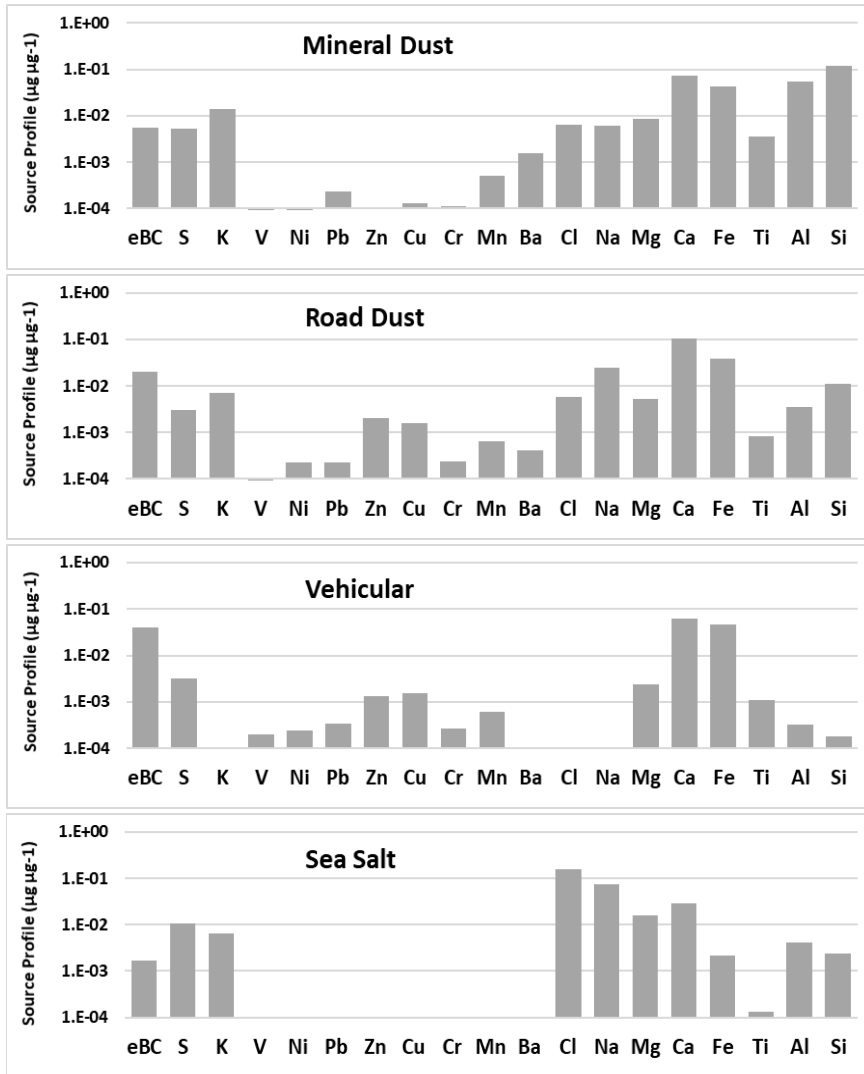 Mineral Dust
Source Profile (µg µg-1)
1.E+00
1.E-01
1.E-02
1.E-03
1.E-04
eBC S K V Ni Pb Zn Cu Cr Mn Ba Cl Na Mg Ca Fe Ti Al Si
Road Dust
Source Profile (µg µg-1)
1.E+00
1.E-01
1.E-02
1.E-03
1.E-04
eBC S K V Ni Pb Zn Cu Cr Mn Ba Cl Na Mg Ca Fe Ti Al Si
Vehicular
Source Profile (µg µg-1)
1.E+00
1.E-01
1.E-02
1.E-03
1.E-04
eBC S K V Ni Pb Zn Cu Cr Mn Ba Cl Na Mg Ca Fe Ti Al Si
Sea Salt
Source Profile (µg µg-1)
1.E+00
1.E-01
1.E-02
1.E-03
1.E-04
eBC S K V Ni Pb Zn Cu Cr Mn Ba Cl Na Mg Ca Fe Ti Al Si